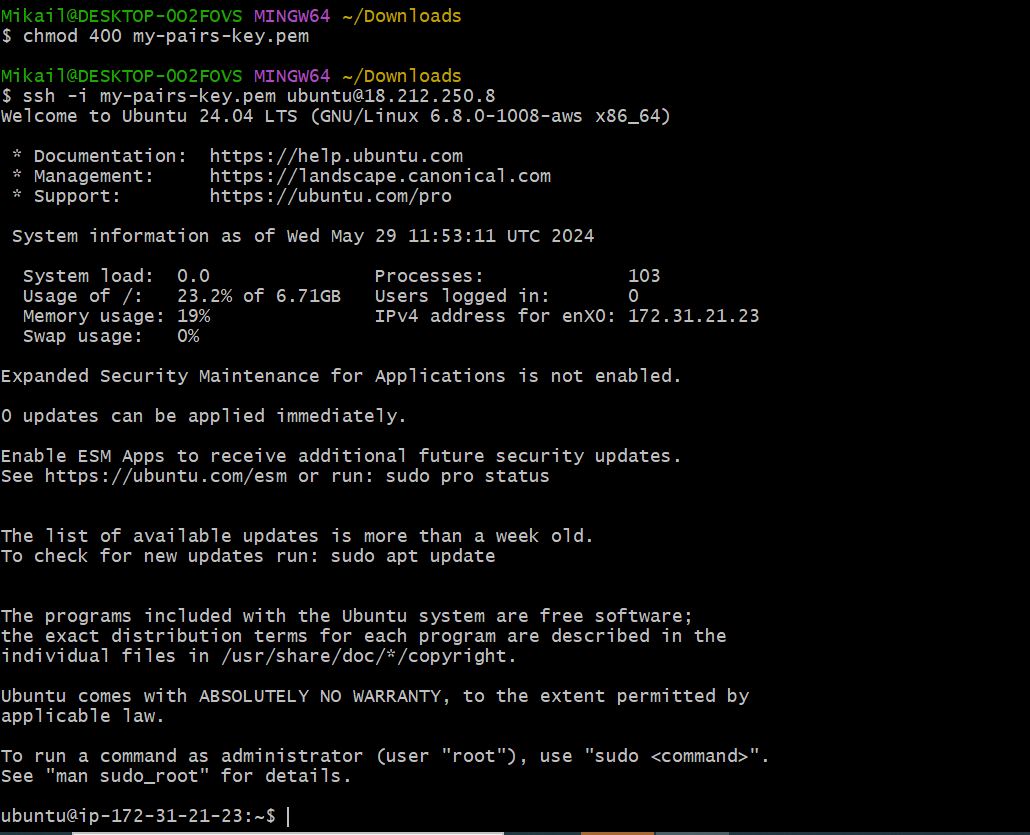 Mikail@DESKTOP-OO2FOVS MINGW64 ~/Downloads
$ chmod 400 my-pairs-key.pem
Mikail@DESKTOP-OO2FOVS MINGW64 ~/Downloads
$ ssh -i my-pairs-key.pem ubuntu@18.212.250.8
Welcome to Ubuntu 24.04 LTS (GNU/Linux 6.8.0-1008-aws x86_64)
* Documentation: https://help.ubuntu.com
* Management: https://landscape.canonical.com
* Support: https://ubuntu.com/pro
System information as of Wed May 29 11:53:11 UTC 2024
System load: 0.0 Processes: 103
Usage of /: 23.2% of 6.71GB Users logged in: 0
Memory usage: 19% IPv4 address for enX0: 172.31.21.23
Swap usage: 0%
Expanded Security Maintenance for Applications is not enabled.
0 updates can be applied immediately.
Enable ESM Apps to receive additional future security updates.
See https://ubuntu.com/esm or run: sudo pro status
The list of available updates is more than a week old.
To check for new updates run: sudo apt update
The programs included with the Ubuntu system are free software;
the exact distribution terms for each program are described in the
individual files in /usr/share/doc/*/copyright.
Ubuntu comes with ABSOLUTELY NO WARRANTY, to the extent permitted by
applicable law.
To run a command as administrator (user "root"), use "sudo <command>".
See "man sudo_root" for details.
ubuntu@ip-172-31-21-23:~$